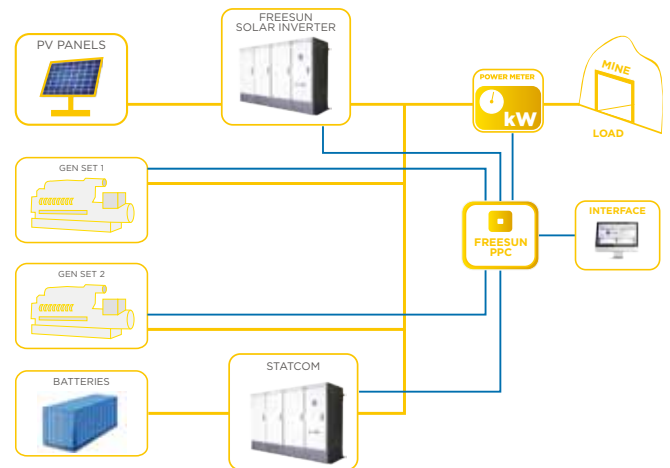 PV PANELS
FREESUN
SOLAR INVERTER
POWER METER
kW
MINE
LOAD
GEN SET 1
FREESUN
PPC
INTERFACE
GEN SET 2
BATTERIES
STATCOM